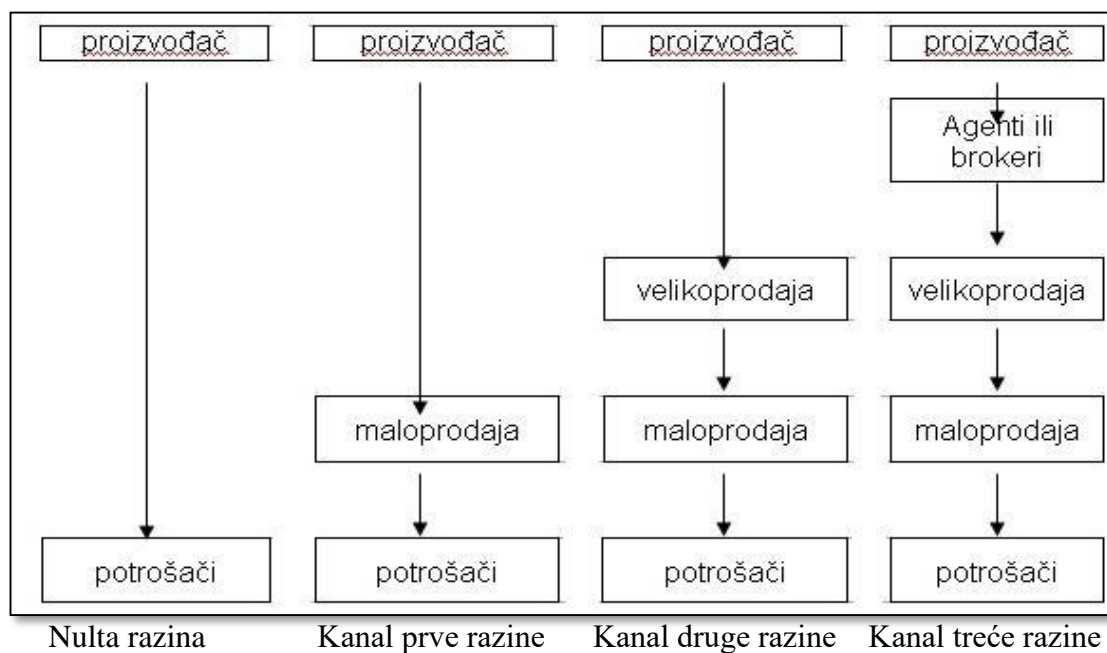 proizvođač
proizvođač
proizvođač
proizvođač
Agenti ili
brokeri
velikoprodaja
velikoprodaja
maloprodaja
maloprodaja
maloprodaja
potrošači
potrošači
potrošači
potrošači
Nulta razina
Kanal prve razine
Kanal druge razine
Kanal treće razine